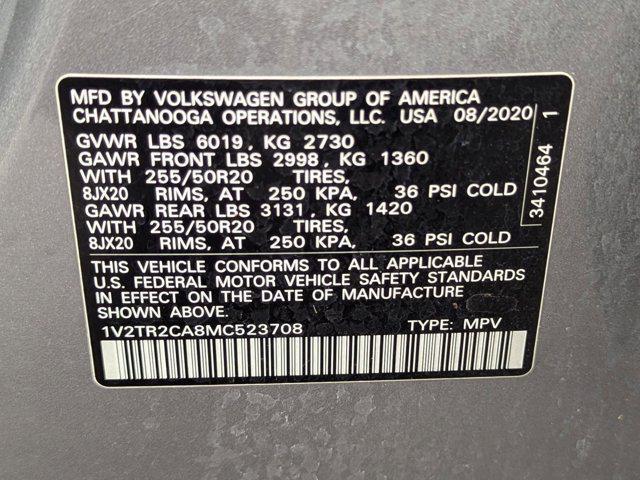 MFD BY VOLKSWAGEN GROUP OF AMERICA
CHATTANOOGA OPERATIONS, LLC. USA 08/2020
GVWR LBS 6019, KG 2730
GAWR FRONT LBS 2998, KG 1360
WITH 255/50R20 TIRES,
8JX20 RIMS, AT 250 KPA, 36 PSI COLD
GAWR REAR LBS 3131, KG 1420
WITH 255/50R20 TIRES,
8JX20 RIMS, AT 250 KPA, 36 PSI COLD
THIS VEHICLE CONFORMS TO ALL APPLICABLE
U.S. FEDERAL MOTOR VEHICLE SAFETY STANDARDS
IN EFFECT ON THE DATE OF MANUFACTURE
SHOWN ABOVE.
1V2TR2CA8MC523708 TYPE: MPV
3410464 1